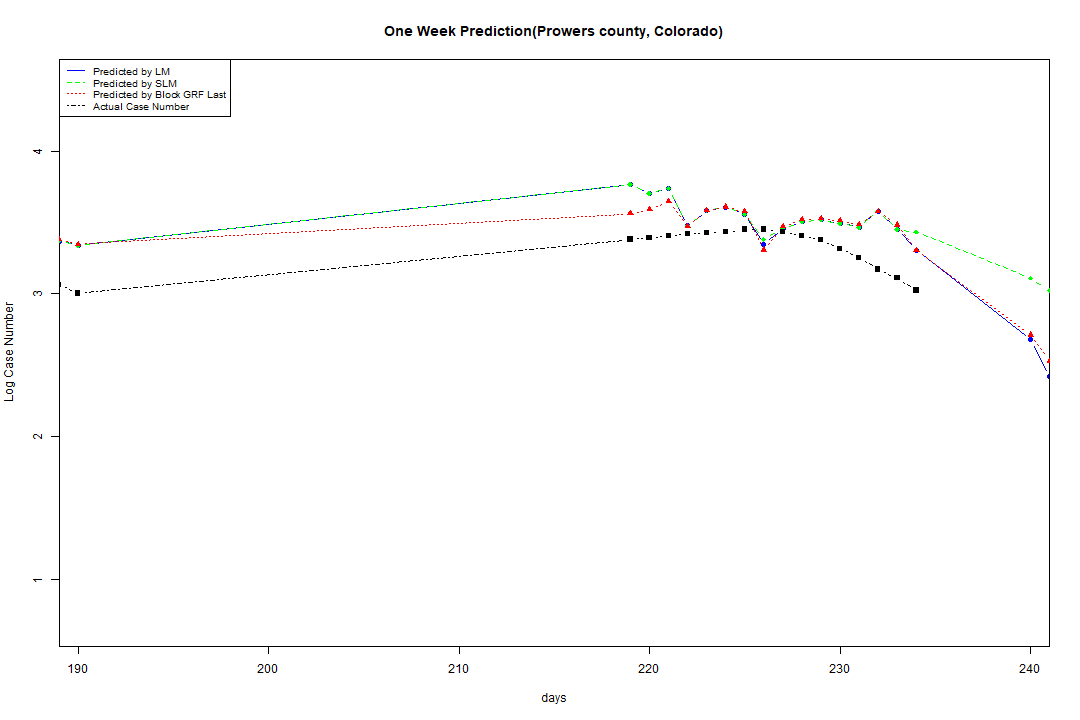 One Week Prediction(Prowers county, Colorado)
Predicted by LM
Predicted by SLM
Predicted by Block GRF Last
Actual Case Number
Log Case Number
4
3
2
1
190 200 210 220 230 240
days